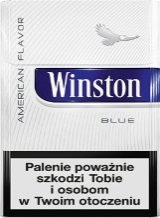 AMERICAN FLAVOR
Winston
BLUE
Palenie poważnie
szkodzi Tobie
i osobom
w Twoim otoczeniu